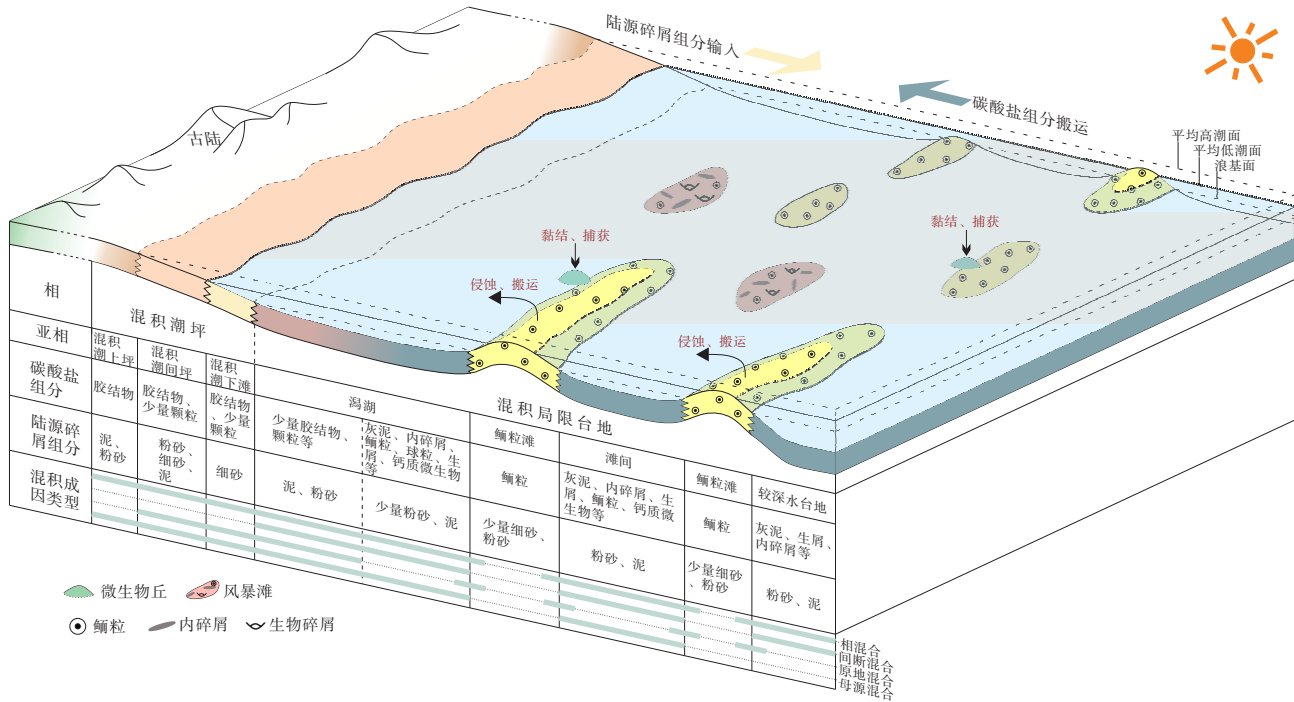 陆源碎屑组分输入
碳酸盐组分搬运
平均高潮面
平均低潮面
浪基面
古陆
黏结、捕获
侵蚀、搬运
黏结、捕获
侵蚀、搬运
相
混积潮坪
混积局限台地
亚相
混积
潮上坪
混积
潮间坪
混积
潮下滩
潟湖
鲕粒滩
滩间
鲕粒滩
较深水台地
碳酸盐
组分
胶结物
胶结物、
少量颗粒
胶结物
、少量
颗粒
少量胶结物、
颗粒等
灰泥、内碎屑、
鲕粒、球粒、生
屑、钙质微生物
等
鲕粒
灰泥、内碎屑、生
屑、鲕粒、钙质微
生物等
鲕粒
灰泥、生屑、
内碎屑等
陆源碎
屑组分
泥、
粉砂
粉砂、
细砂、
泥
细砂
泥、粉砂
少量粉砂、泥
少量细砂、
粉砂
粉砂、泥
少量细砂
、粉砂
粉砂、泥
混积成
因类型
相混合
间断混合
原地混合
母源混合
微生物丘
风暴滩
鲕粒
内碎屑
生物碎屑